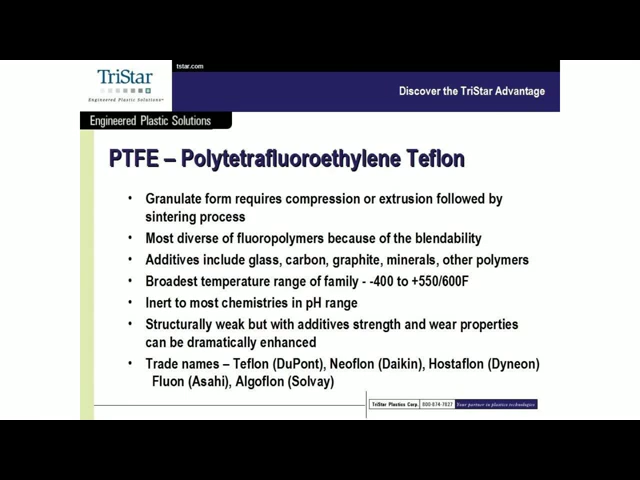 tstar.com
TriStar
Engineered Plastic Solutions
Discover the TriStar Advantage
Engineered Plastic Solutions
PTFE – Polytetrafluoroethylene Teflon
• Granulate form requires compression or extrusion followed by
sintering process
• Most diverse of fluoropolymers because of the blendability
• Additives include glass, carbon, graphite, minerals, other polymers
• Broadest temperature range of family - -400 to +550/600F
• Inert to most chemistries in pH range
• Structurally weak but with additives strength and wear properties
can be dramatically enhanced
• Trade names – Teflon (DuPont), Neoflon (Daikin), Hostaflon (Dyneon)
Fluon (Asahi), Algoflon (Solvay)
TriStar Plastics Corp. 800-874-7827 Your partner in plastics technologies